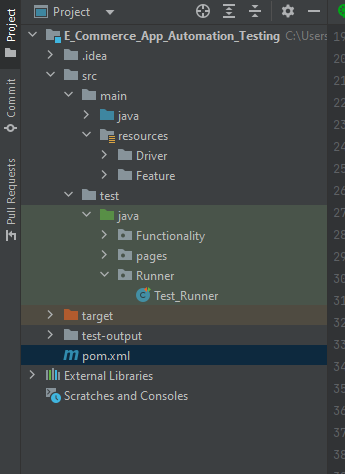 Project
Project
Commit
Pull Requests
E_Commerce_App_Automation_Testing C:\Users
.idea
src
main
java
resources
Driver
Feature
test
java
Functionality
pages
Runner
Test_Runner
target
test-output
pom.xml
External Libraries
Scratches and Consoles
19
20
21
22
23
24
25
26
27
28
29
30
31
32
33
34
35
36
37